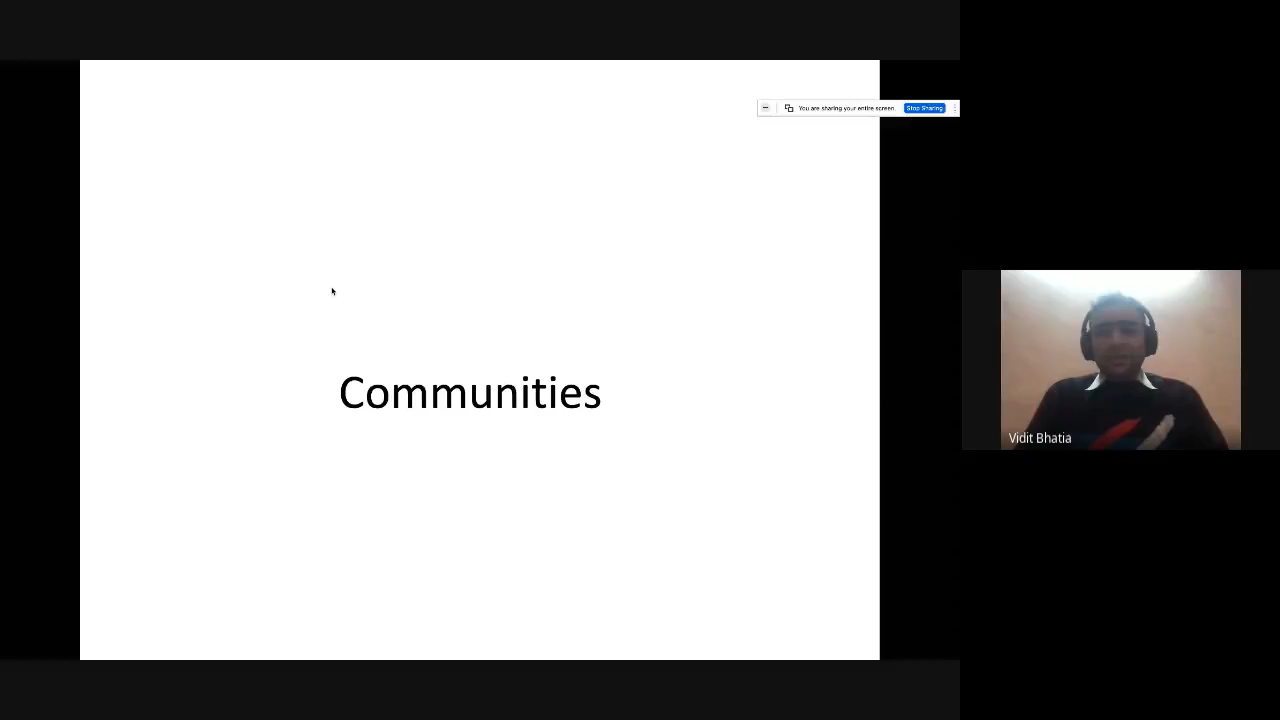 You are sharing your entire screen.
Stop Sharing
Communities
Vidit Bhatia